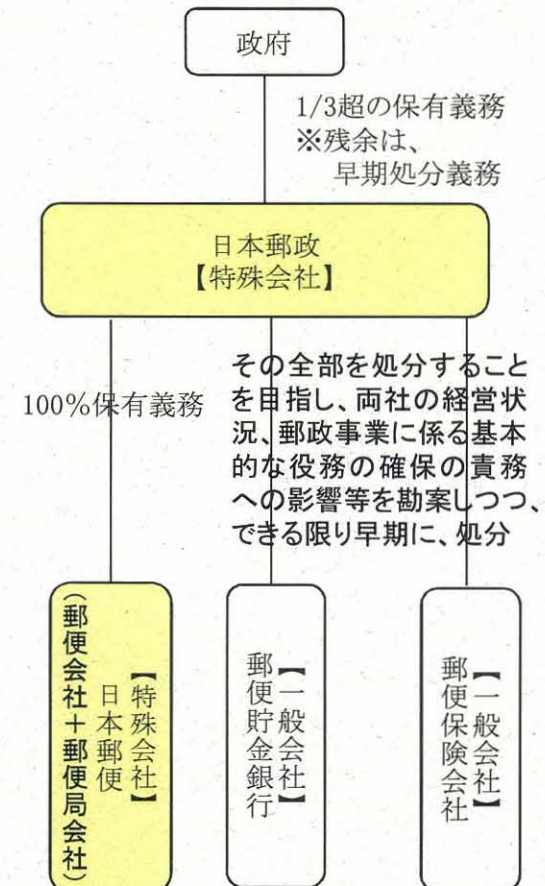 政府
1/3超の保有義務
※残余は、
早期処分義務
日本郵政
【特殊会社】
100%保有義務
その全部を処分すること
を目指し、両社の経営状
況、郵政事業に係る基本
的な役務の確保の責務
への影響等を勘案しつつ、
できる限り早期に、処分
【特殊会社】
日本郵便
(郵便会社＋郵便局会社)
【一般会社】
郵便貯金銀行
【一般会社】
郵便保険会社